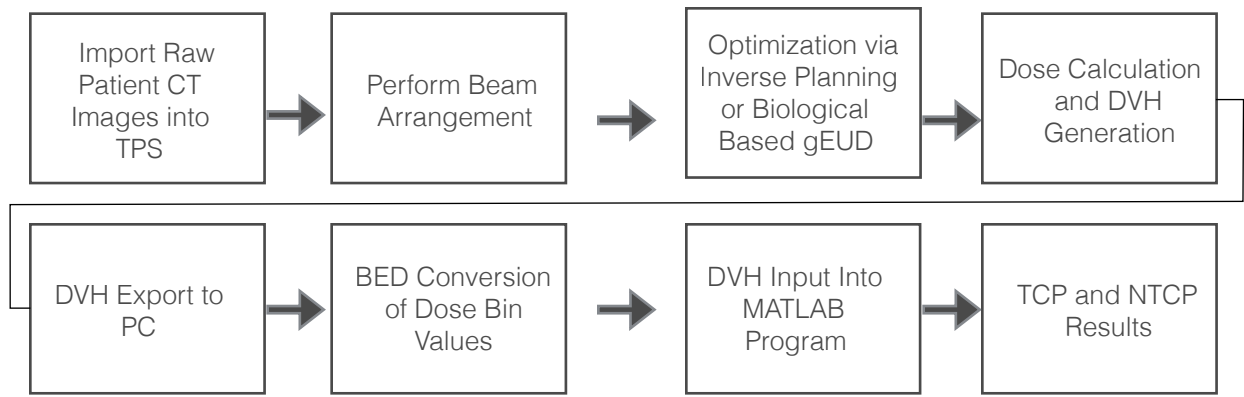 Import Raw
Patient CT
Images into
TPS
Perform Beam
Arrangement
Optimization via
Inverse Planning
or Biological
Based gEUD
Dose Calculation
and DVH
Generation
DVH Export to
PC
BED Conversion
of Dose Bin
Values
DVH Input Into
MATLAB
Program
TCP and NTCP
Results